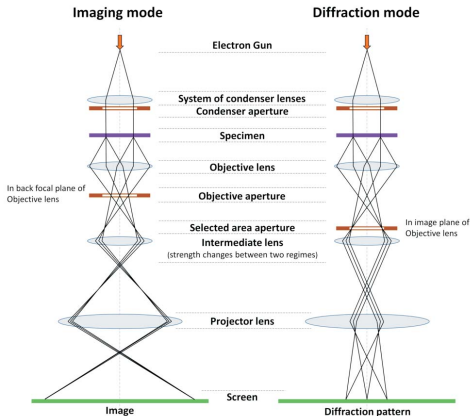 Imaging mode
Diffraction mode
Electron Gun
System of condenser lenses
Condenser aperture
Specimen
Objective lens
In back focal plane of
Objective lens
Objective aperture
Selected area aperture
In image plane of
Objective lens
Intermediate lens
(strength changes between two regimes)
Projector lens
Screen
Image
Diffraction pattern